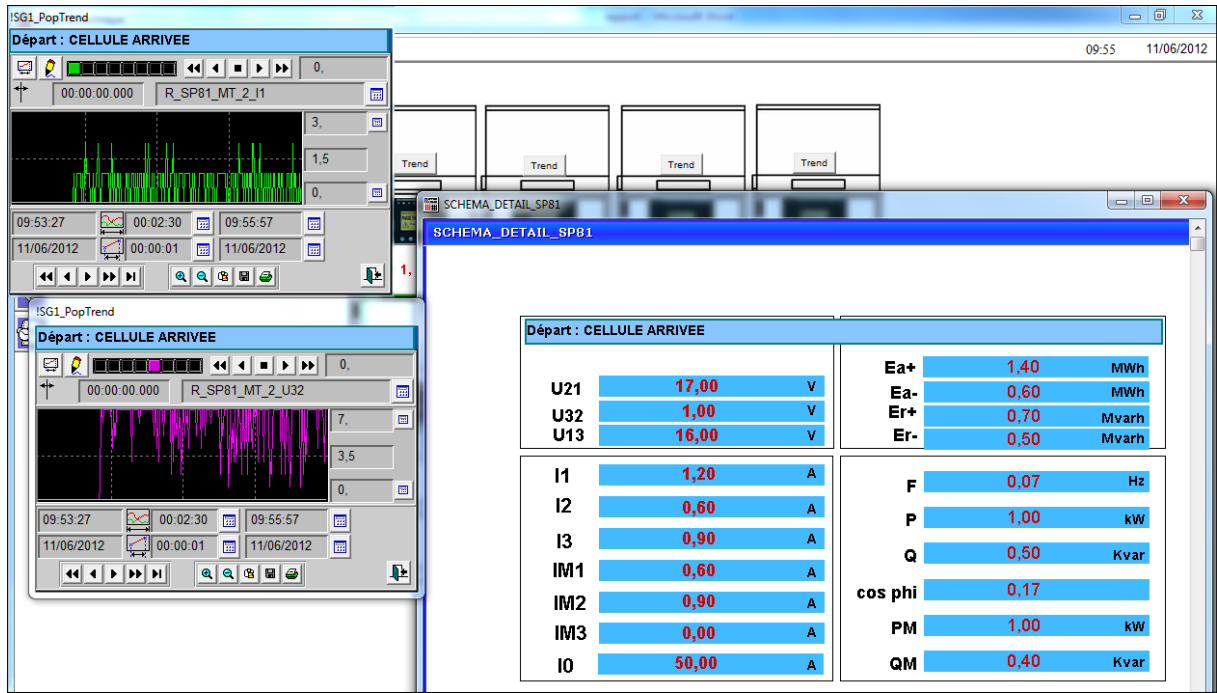 !SG1_PopTrend
Départ : CELLULE ARRIVEE
0,
00:00:00.000 R_SP81_MT_2_I1
3,
1,5
0,
09:53:27 00:02:30 09:55:57
11/06/2012 00:00:01 11/06/2012
rapport - Microsoft Word
09:55 11/06/2012
Trend Trend Trend Trend
1,
!SG1_PopTrend
Départ : CELLULE ARRIVEE
0,
00:00:00.000 R_SP81_MT_2_U32
7,
3,5
0,
09:53:27 00:02:30 09:55:57
11/06/2012 00:00:01 11/06/2012
SCHEMA_DETAIL_SP81
SCHEMA_DETAIL_SP81
Départ : CELLULE ARRIVEE
U21 17,00 V
U32 1,00 V
U13 16,00 V
Ea+ 1,40 MWh
Ea- 0,60 MWh
Er+ 0,70 Mvarh
Er- 0,50 Mvarh
I1 1,20 A
I2 0,60 A
I3 0,90 A
IM1 0,60 A
IM2 0,90 A
IM3 0,00 A
I0 50,00 A
F 0,07 Hz
P 1,00 kW
Q 0,50 Kvar
cos phi 0,17
PM 1,00 kW
QM 0,40 Kvar